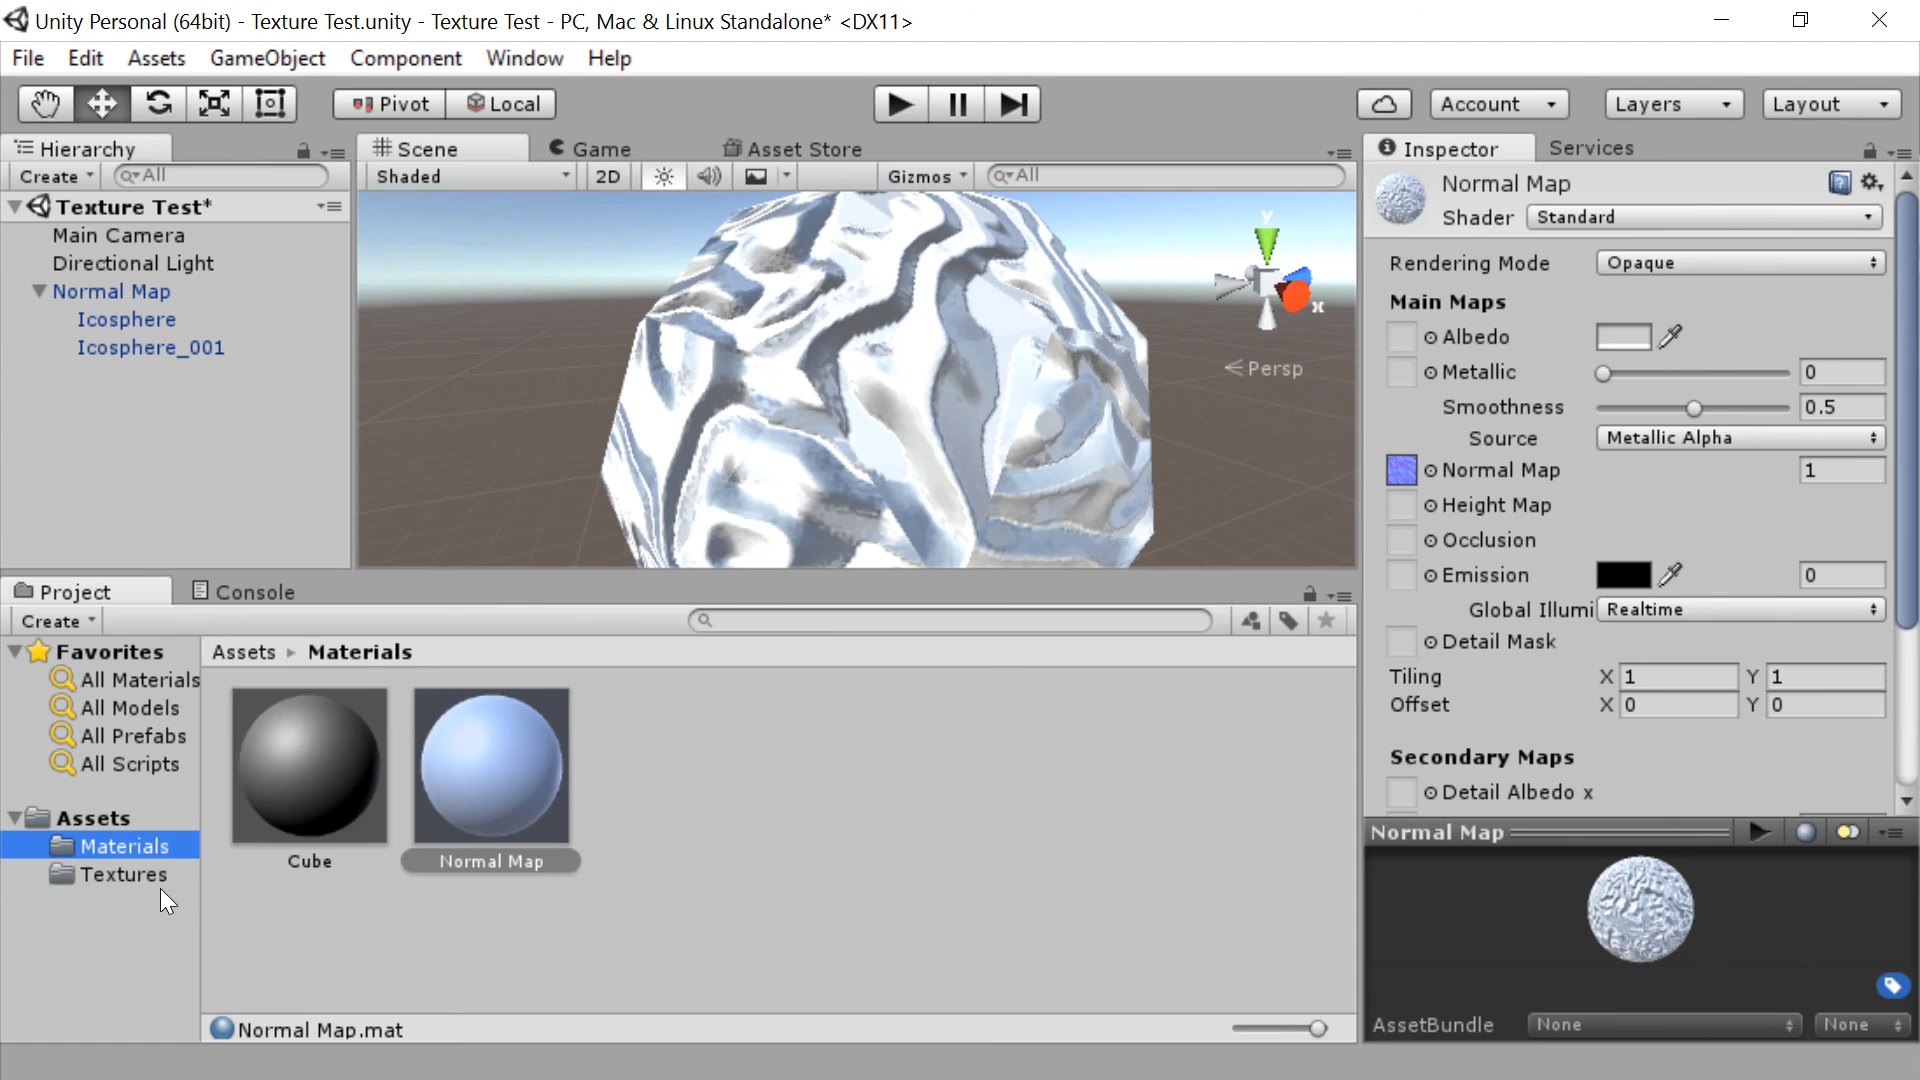 Unity Personal (64bit) - Texture Test.unity - Texture Test - PC, Mac & Linux Standalone* <DX11>
File Edit Assets GameObject Component Window Help
Pivot Local Account Layers Layout
Hierarchy Scene Game Asset Store Inspector Services
Create All Shaded 2D Gizmos All
Normal Map
Shader Standard
Texture Test*
Main Camera
Directional Light
Normal Map
Icosphere
Icosphere_001
y
x
Persp
Rendering Mode Opaque
Main Maps
Albedo
Metallic 0
Smoothness 0.5
Source Metallic Alpha
Normal Map 1
Height Map
Occlusion
Emission 0
Global Illumi Realtime
Detail Mask
Tiling X 1 Y 1
Offset X 0 Y 0
Secondary Maps
Detail Albedo x
Project Console
Create
Favorites
All Materials
All Models
All Prefabs
All Scripts
Assets
Materials
Textures
Assets Materials
Cube Normal Map
Normal Map.mat
Normal Map
AssetBundle None None